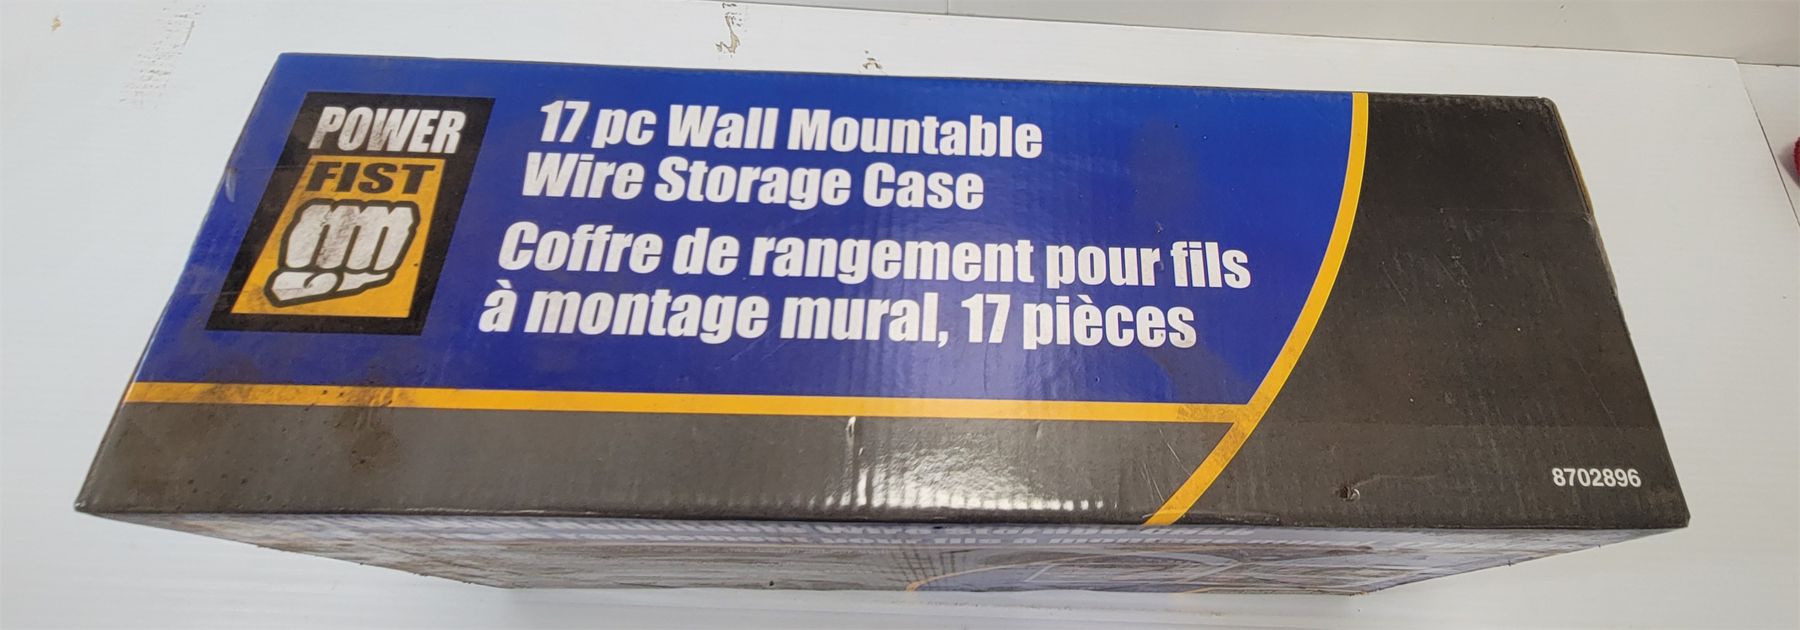 POWER
FIST
17 pc Wall Mountable
Wire Storage Case
Coffre de rangement pour fils
à montage mural, 17 pièces
8702896